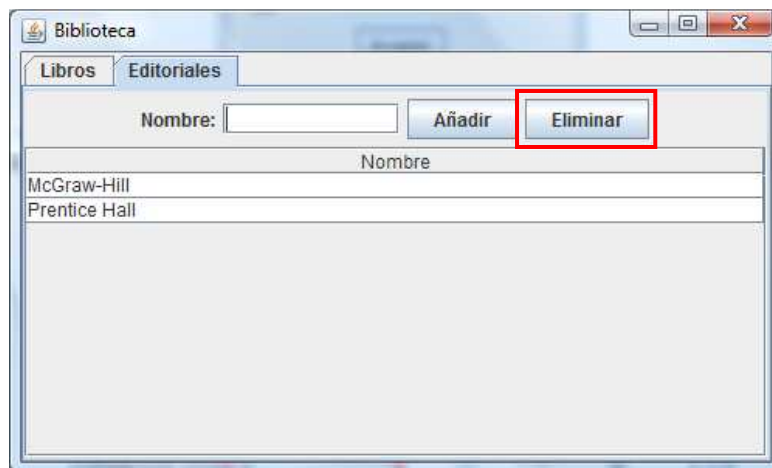 Biblioteca
Libros Editoriales
Nombre: Añadir Eliminar
Nombre
McGraw-Hill
Prentice Hall